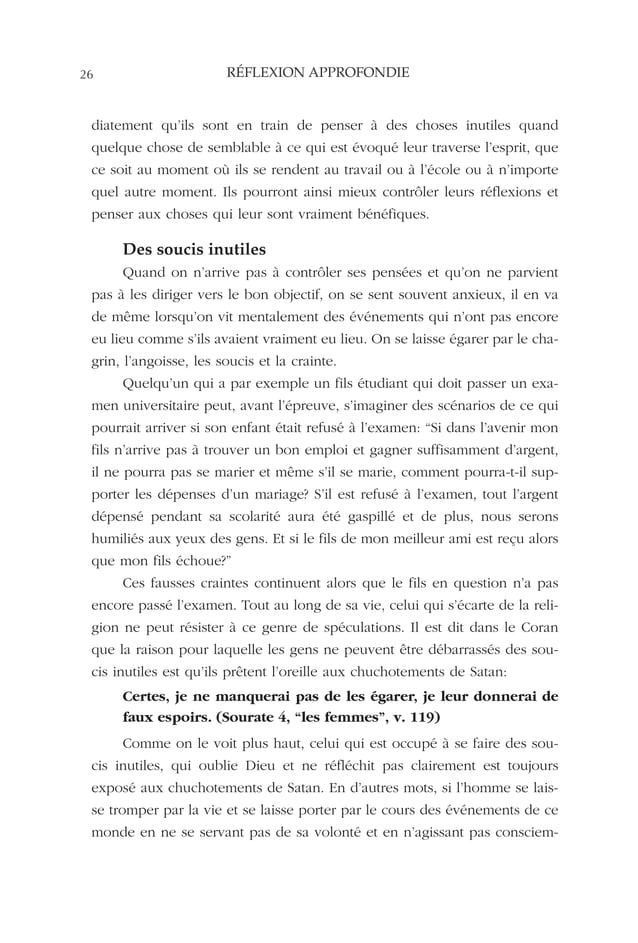 26
RÉFLEXION APPROFONDIE
diatement qu’ils sont en train de penser à des choses inutiles quand
quelque chose de semblable à ce qui est évoqué leur traverse l’esprit, que
ce soit au moment où ils se rendent au travail ou à l’école ou à n’importe
quel autre moment. Ils pourront ainsi mieux contrôler leurs réflexions et
penser aux choses qui leur sont vraiment bénéfiques.
Des soucis inutiles
Quand on n’arrive pas à contrôler ses pensées et qu’on ne parvient
pas à les diriger vers le bon objectif, on se sent souvent anxieux, il en va
de même lorsqu’on vit mentalement des événements qui n’ont pas encore
eu lieu comme s’ils avaient vraiment eu lieu. On se laisse égarer par le cha-
grin, l’angoisse, les soucis et la crainte.
Quelqu’un qui a par exemple un fils étudiant qui doit passer un exa-
men universitaire peut, avant l’épreuve, s’imaginer des scénarios de ce qui
pourrait arriver si son enfant était refusé à l’examen: “Si dans l’avenir mon
fils n’arrive pas à trouver un bon emploi et gagner suffisamment d’argent,
il ne pourra pas se marier et même s’il se marie, comment pourra-t-il sup-
porter les dépenses d’un mariage? S’il est refusé à l’examen, tout l’argent
dépensé pendant sa scolarité aura été gaspillé et de plus, nous serons
humiliés aux yeux des gens. Et si le fils de mon meilleur ami est reçu alors
que mon fils échoue?”
Ces fausses craintes continuent alors que le fils en question n’a pas
encore passé l’examen. Tout au long de sa vie, celui qui s’écarte de la reli-
gion ne peut résister à ce genre de spéculations. Il est dit dans le Coran
que la raison pour laquelle les gens ne peuvent être débarrassés des sou-
cis inutiles est qu’ils prêtent l’oreille aux chuchotements de Satan:
Certes, je ne manquerai pas de les égarer, je leur donnerai de
faux espoirs. (Sourate 4, “les femmes”, v. 119)
Comme on le voit plus haut, celui qui est occupé à se faire des sou-
cis inutiles, qui oublie Dieu et ne réfléchit pas clairement est toujours
exposé aux chuchotements de Satan. En d’autres mots, si l’homme se lais-
se tromper par la vie et se laisse porter par le cours des événements de ce
monde en ne se servant pas de sa volonté et en n’agissant pas consciem-